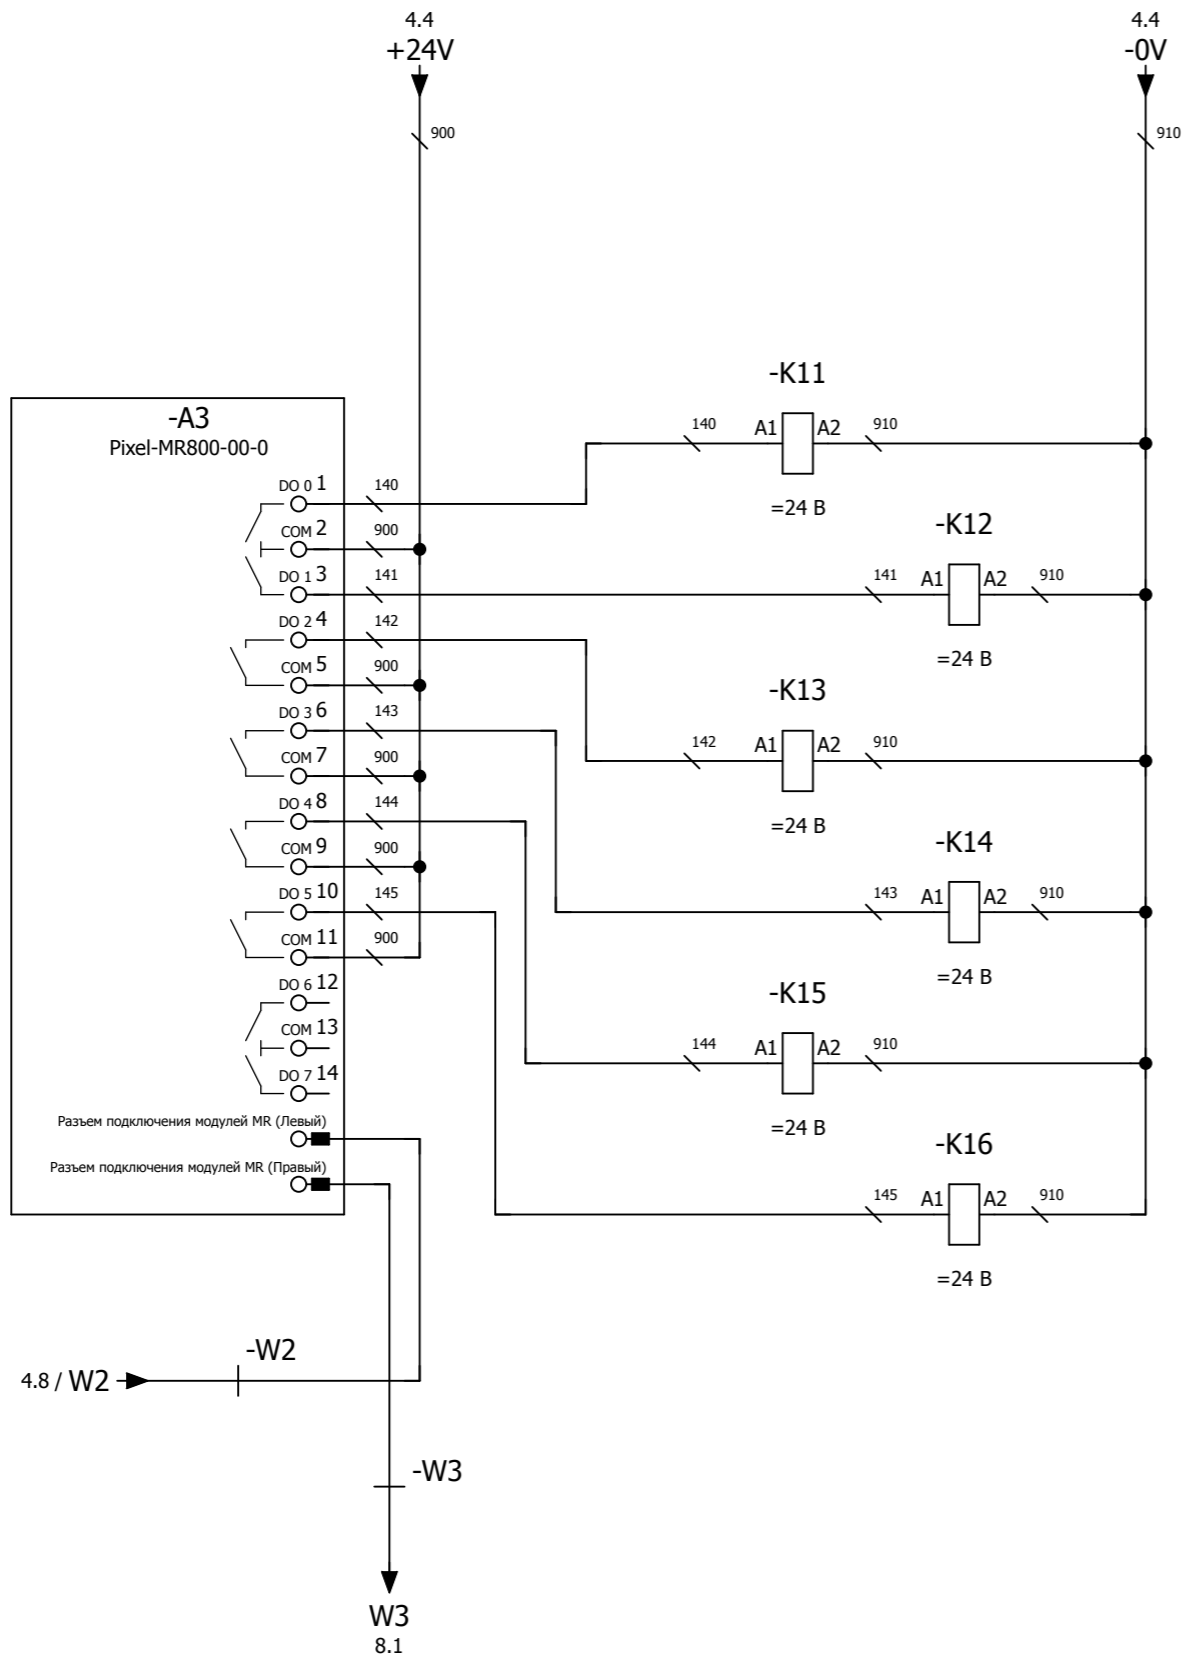 4.4
+24V
900
4.4
-0V
910
-A3
Pixel-MR800-00-0
DO 0 1 140
COM 2 900
DO 1 3 141
DO 2 4 142
COM 5 900
DO 3 6 143
COM 7 900
DO 4 8 144
COM 9 900
DO 5 10 145
COM 11 900
DO 6 12
COM 13
DO 7 14
Разъем подключения модулей MR (Левый)
Разъем подключения модулей MR (Правый)
-K11
140 A1 A2 910
=24 В
-K12
141 A1 A2 910
=24 В
-K13
142 A1 A2 910
=24 В
-K14
143 A1 A2 910
=24 В
-K15
144 A1 A2 910
=24 В
-K16
145 A1 A2 910
=24 В
-W2
4.8 / W2
-W3
W3
8.1